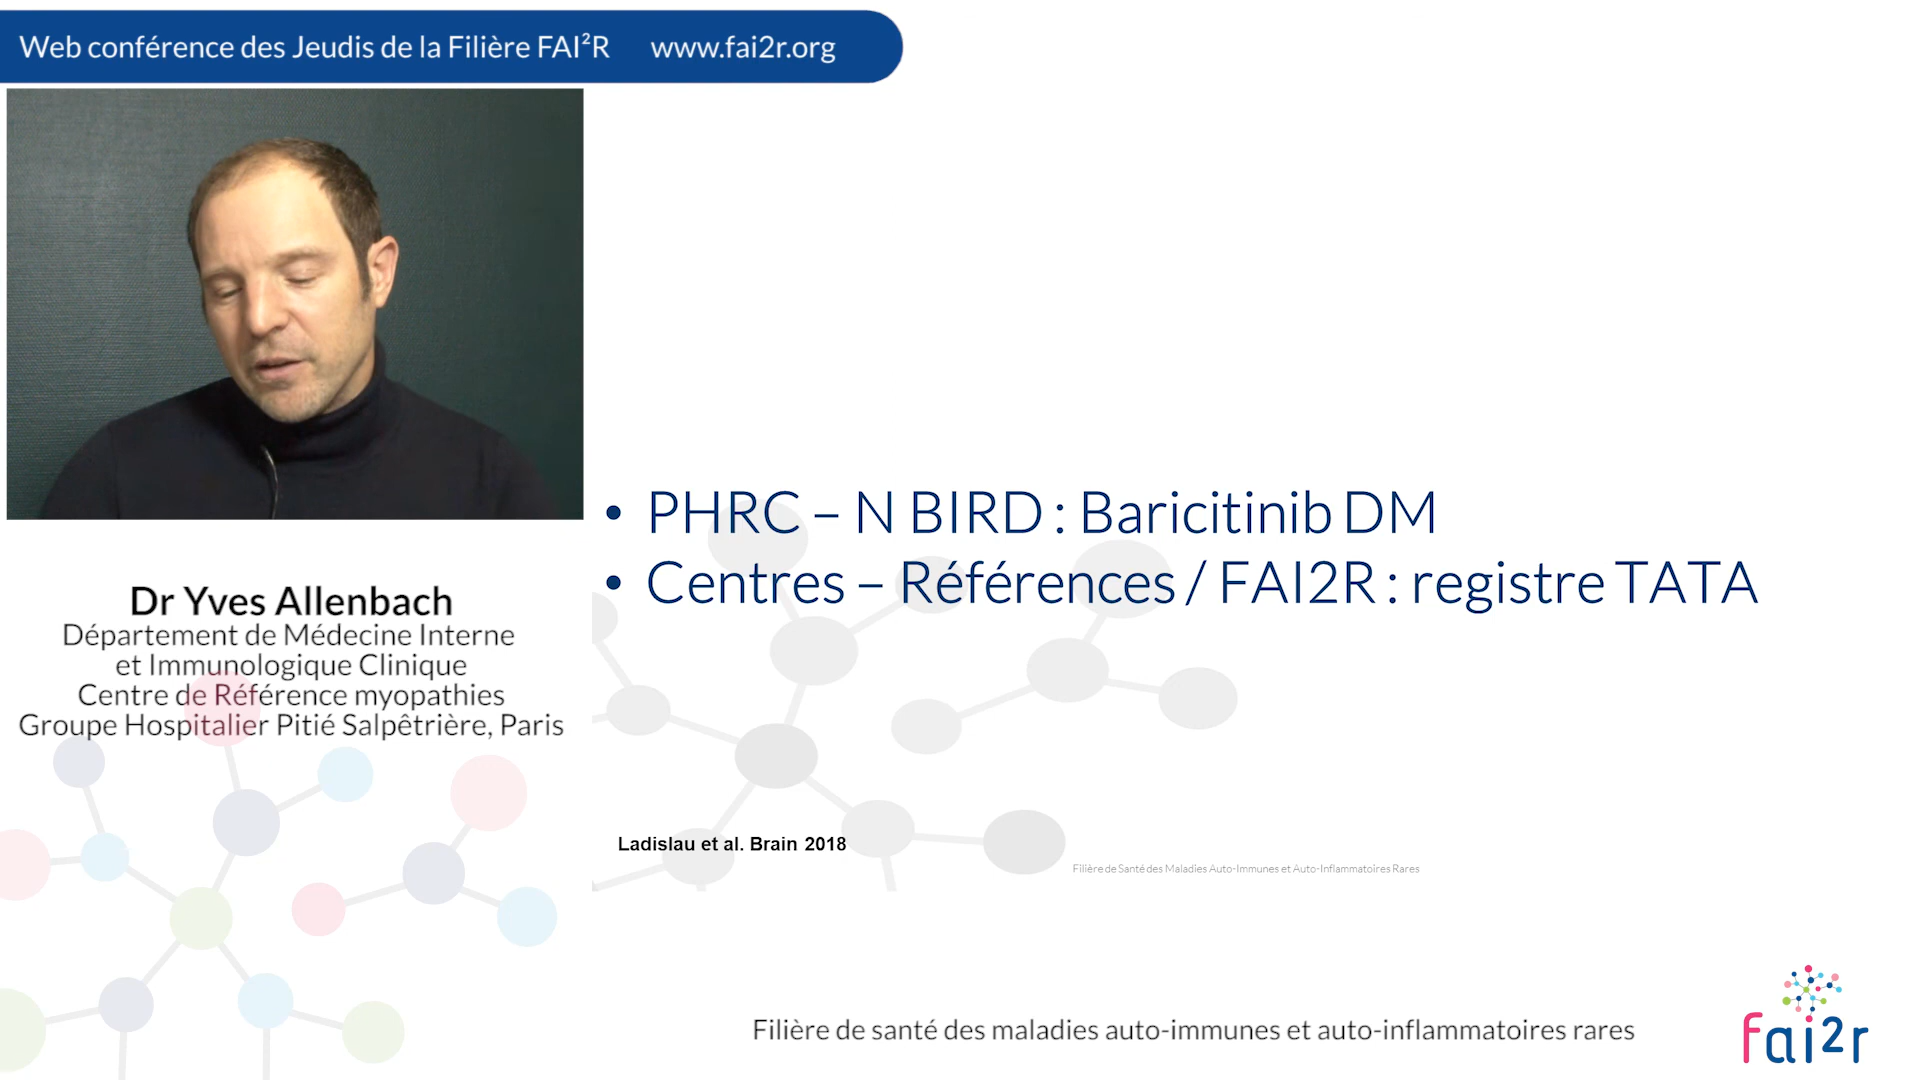 Web conférence des Jeudis de la Filière FAI²R www.fai2r.org
Dr Yves Allenbach
Département de Médecine Interne
et Immunologique Clinique
Centre de Référence myopathies
Groupe Hospitalier Pitié Salpêtrière, Paris
• PHRC – N BIRD : Baricitinib DM
• Centres – Références / FAI2R : registre TATA
Ladislau et al. Brain 2018
Filière de Santé des Maladies Auto-Immunes et Auto-Inflammatoires Rares
Filière de santé des maladies auto-immunes et auto-inflammatoires rares
fai2r